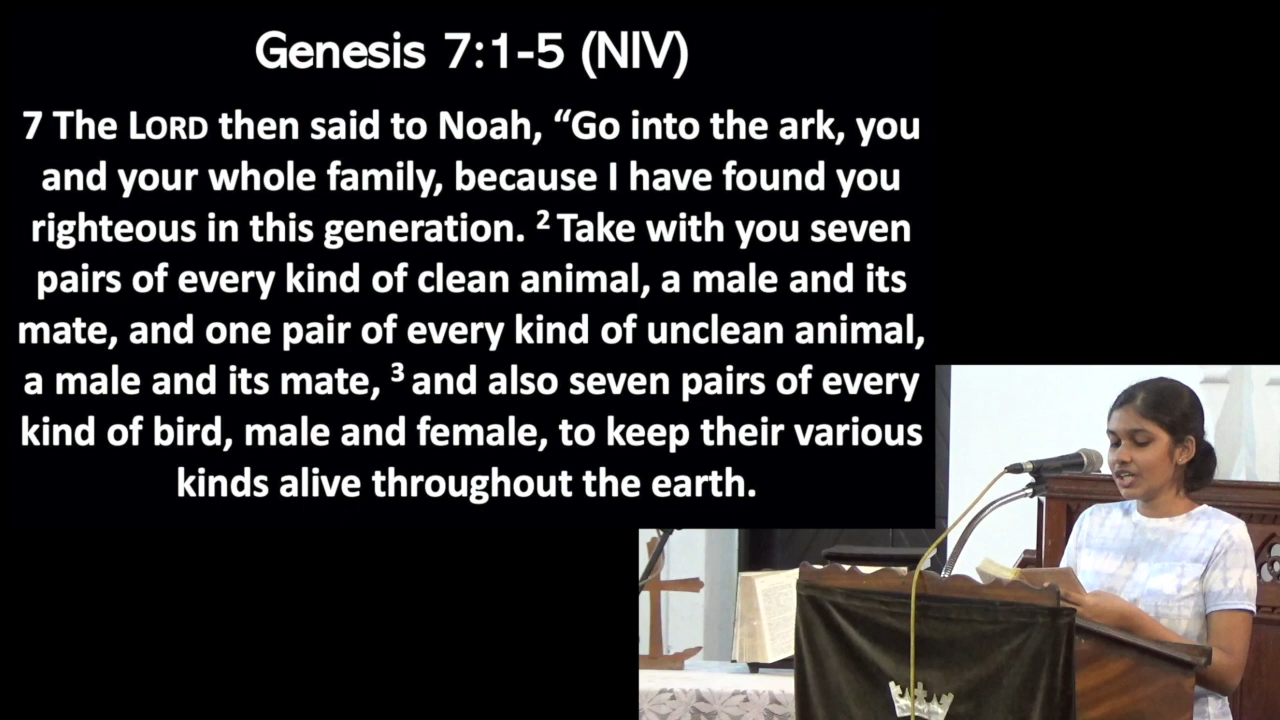 Genesis 7:1-5 (NIV)
7 The LORD then said to Noah, “Go into the ark, you
and your whole family, because I have found you
righteous in this generation. ² Take with you seven
pairs of every kind of clean animal, a male and its
mate, and one pair of every kind of unclean animal,
a male and its mate, ³ and also seven pairs of every
kind of bird, male and female, to keep their various
kinds alive throughout the earth.